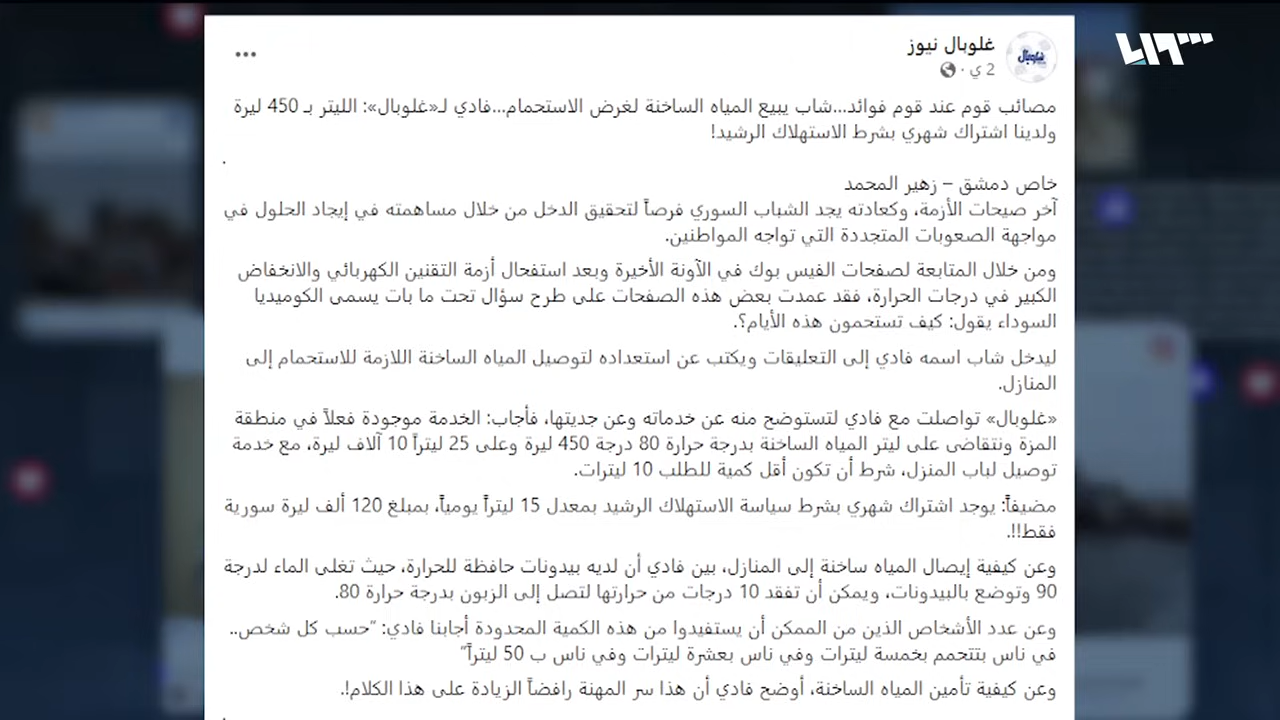 غلوبال نيوز
2 ي ·
مصائب قوم عند قوم فوائد...شاب يبيع المياه الساخنة لغرض الاستحمام...فادي لـ«غلوبال»: الليتر بـ 450 ليرة
ولدينا اشتراك شهري بشرط الاستهلاك الرشيد!
.
خاص دمشق – زهير المحمد
آخر صيحات الأزمة، وكعادته يجد الشباب السوري فرصاً لتحقيق الدخل من خلال مساهمته في إيجاد الحلول في
مواجهة الصعوبات المتجددة التي تواجه المواطنين.
ومن خلال المتابعة لصفحات الفيس بوك في الآونة الأخيرة وبعد استفحال أزمة التقنين الكهربائي والانخفاض
الكبير في درجات الحرارة، فقد عمدت بعض هذه الصفحات على طرح سؤال تحت ما بات يسمى الكوميديا
السوداء يقول: كيف تستحمون هذه الأيام؟.
ليدخل شاب اسمه فادي إلى التعليقات ويكتب عن استعداده لتوصيل المياه الساخنة اللازمة للاستحمام إلى
المنازل.
«غلوبال» تواصلت مع فادي لتستوضح منه عن خدماته وعن جديتها، فأجاب: الخدمة موجودة فعلاً في منطقة
المزة ونتقاضى على ليتر المياه الساخنة بدرجة حرارة 80 درجة 450 ليرة وعلى 25 ليتراً 10 آلاف ليرة، مع خدمة
توصيل لباب المنزل، شرط أن تكون أقل كمية للطلب 10 ليترات.
مضيفاً: يوجد اشتراك شهري بشرط سياسة الاستهلاك الرشيد بمعدل 15 ليتراً يومياً، بمبلغ 120 ألف ليرة سورية
فقط!!.
وعن كيفية إيصال المياه ساخنة إلى المنازل، بين فادي أن لديه بيدونات حافظة للحرارة، حيث تغلى الماء لدرجة
90 وتوضع بالبيدونات، ويمكن أن تفقد 10 درجات من حرارتها لتصل إلى الزبون بدرجة حرارة 80.
وعن عدد الأشخاص الذين من الممكن أن يستفيدوا من هذه الكمية المحدودة أجابنا فادي: "حسب كل شخص..
في ناس بتتحمم بخمسة ليترات وفي ناس بعشرة ليترات وفي ناس ب 50 ليتراً"
وعن كيفية تأمين المياه الساخنة، أوضح فادي أن هذا سر المهنة رافضاً الزيادة على هذا الكلام!.
.